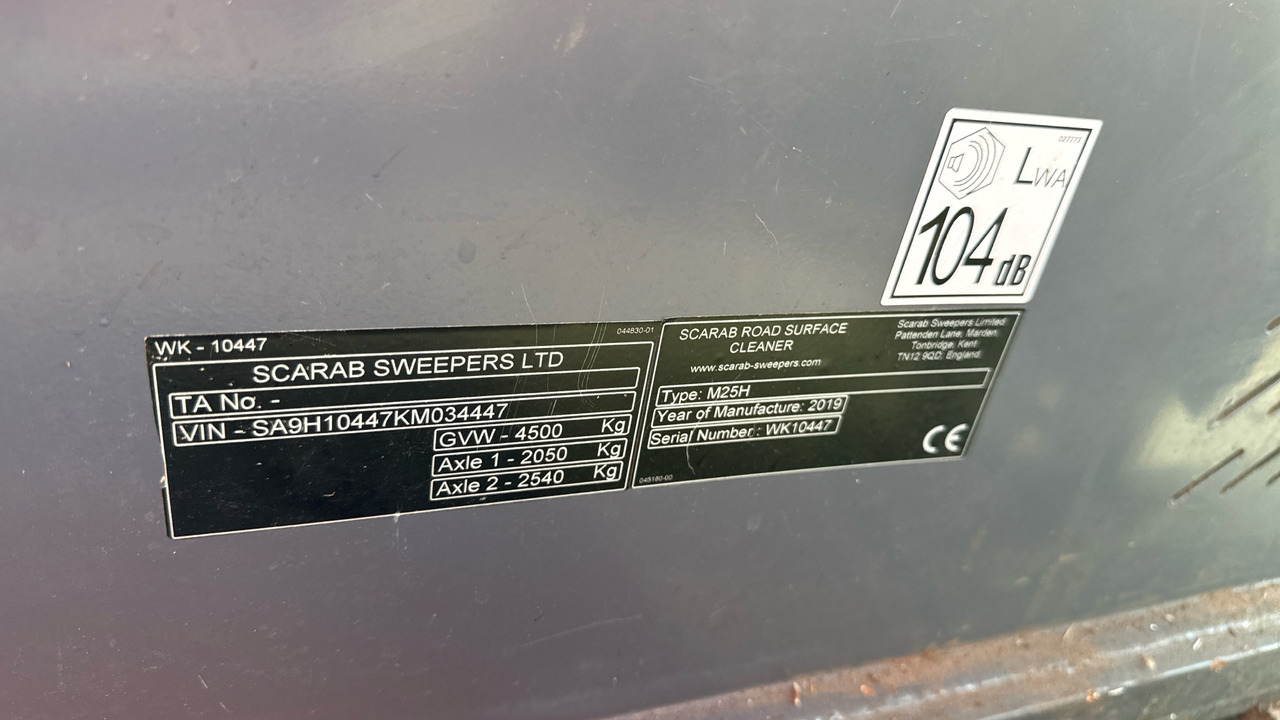 WK - 10447
044830-01
SCARAB SWEEPERS LTD
TA No. -
VIN - SA9H10447KM034447
GVW - 4500 Kg
Axle 1 - 2050 Kg
Axle 2 - 2540 Kg
SCARAB ROAD SURFACE
CLEANER
www.scarab-sweepers.com
Scarab Sweepers Limited
Pattenden Lane, Marden,
Tonbridge, Kent
TN12 9QD. England.
Type: M25H
Year of Manufacture: 2019
Serial Number : WK10447
CE
045180-00
027773
LWA
104 dB